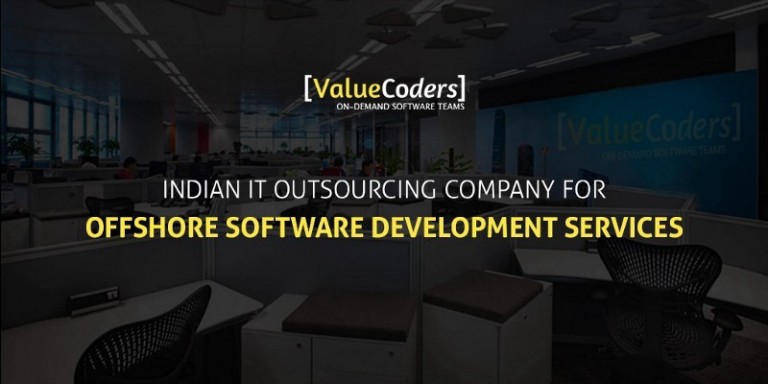 [ValueCoders]
ON-DEMAND SOFTWARE TEAMS
[ValueCoders]
ON-DEMAND SOFTWARE TEAMS
INDIAN IT OUTSOURCING COMPANY FOR
OFFSHORE SOFTWARE DEVELOPMENT SERVICES